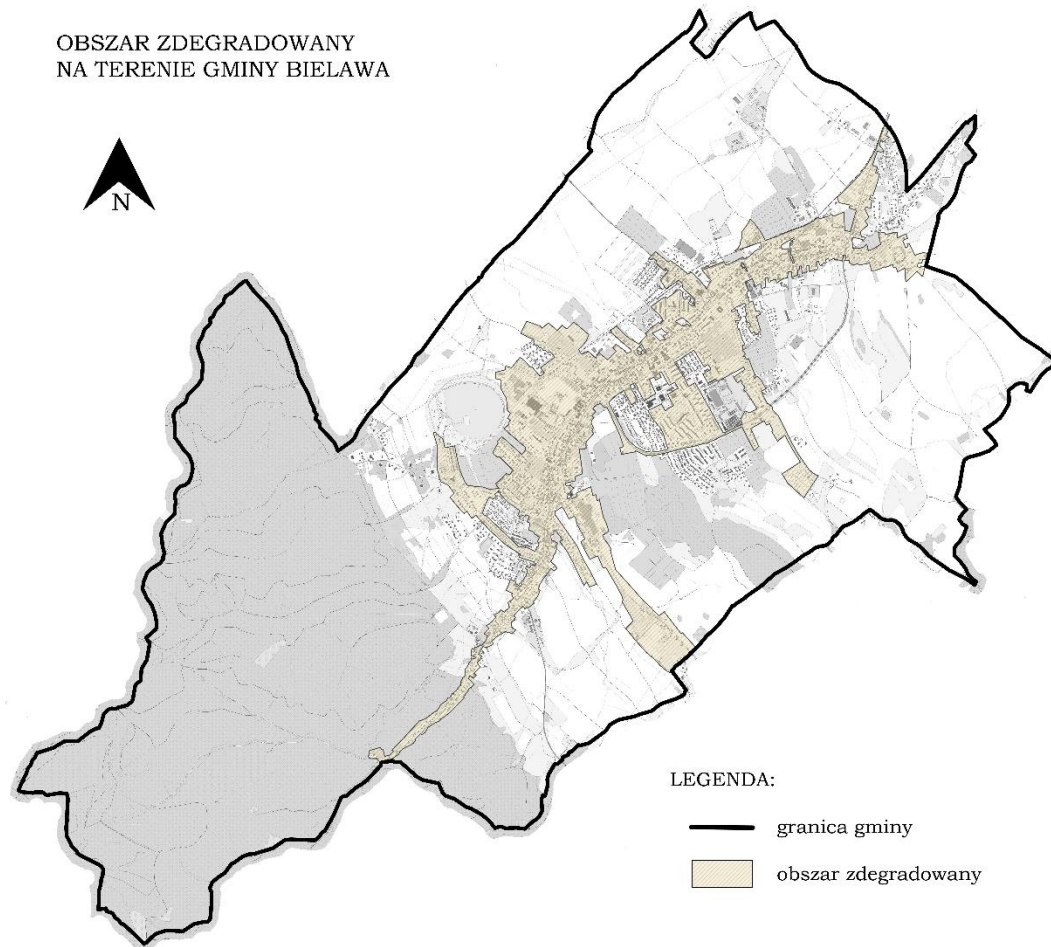 OBSZAR ZDEGRADOWANY
NA TERENIE GMINY BIELAWA
N
LEGENDA:
granica gminy
obszar zdegradowany